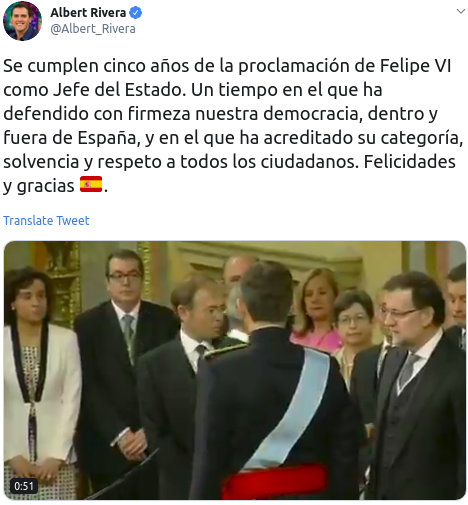 Albert Rivera
@Albert_Rivera
Se cumplen cinco años de la proclamación de Felipe VI
como Jefe del Estado. Un tiempo en el que ha
defendido con firmeza nuestra democracia, dentro y
fuera de España, y en el que ha acreditado su categoría,
solvencia y respeto a todos los ciudadanos. Felicidades
y gracias 🇪🇸.
Translate Tweet
0:51